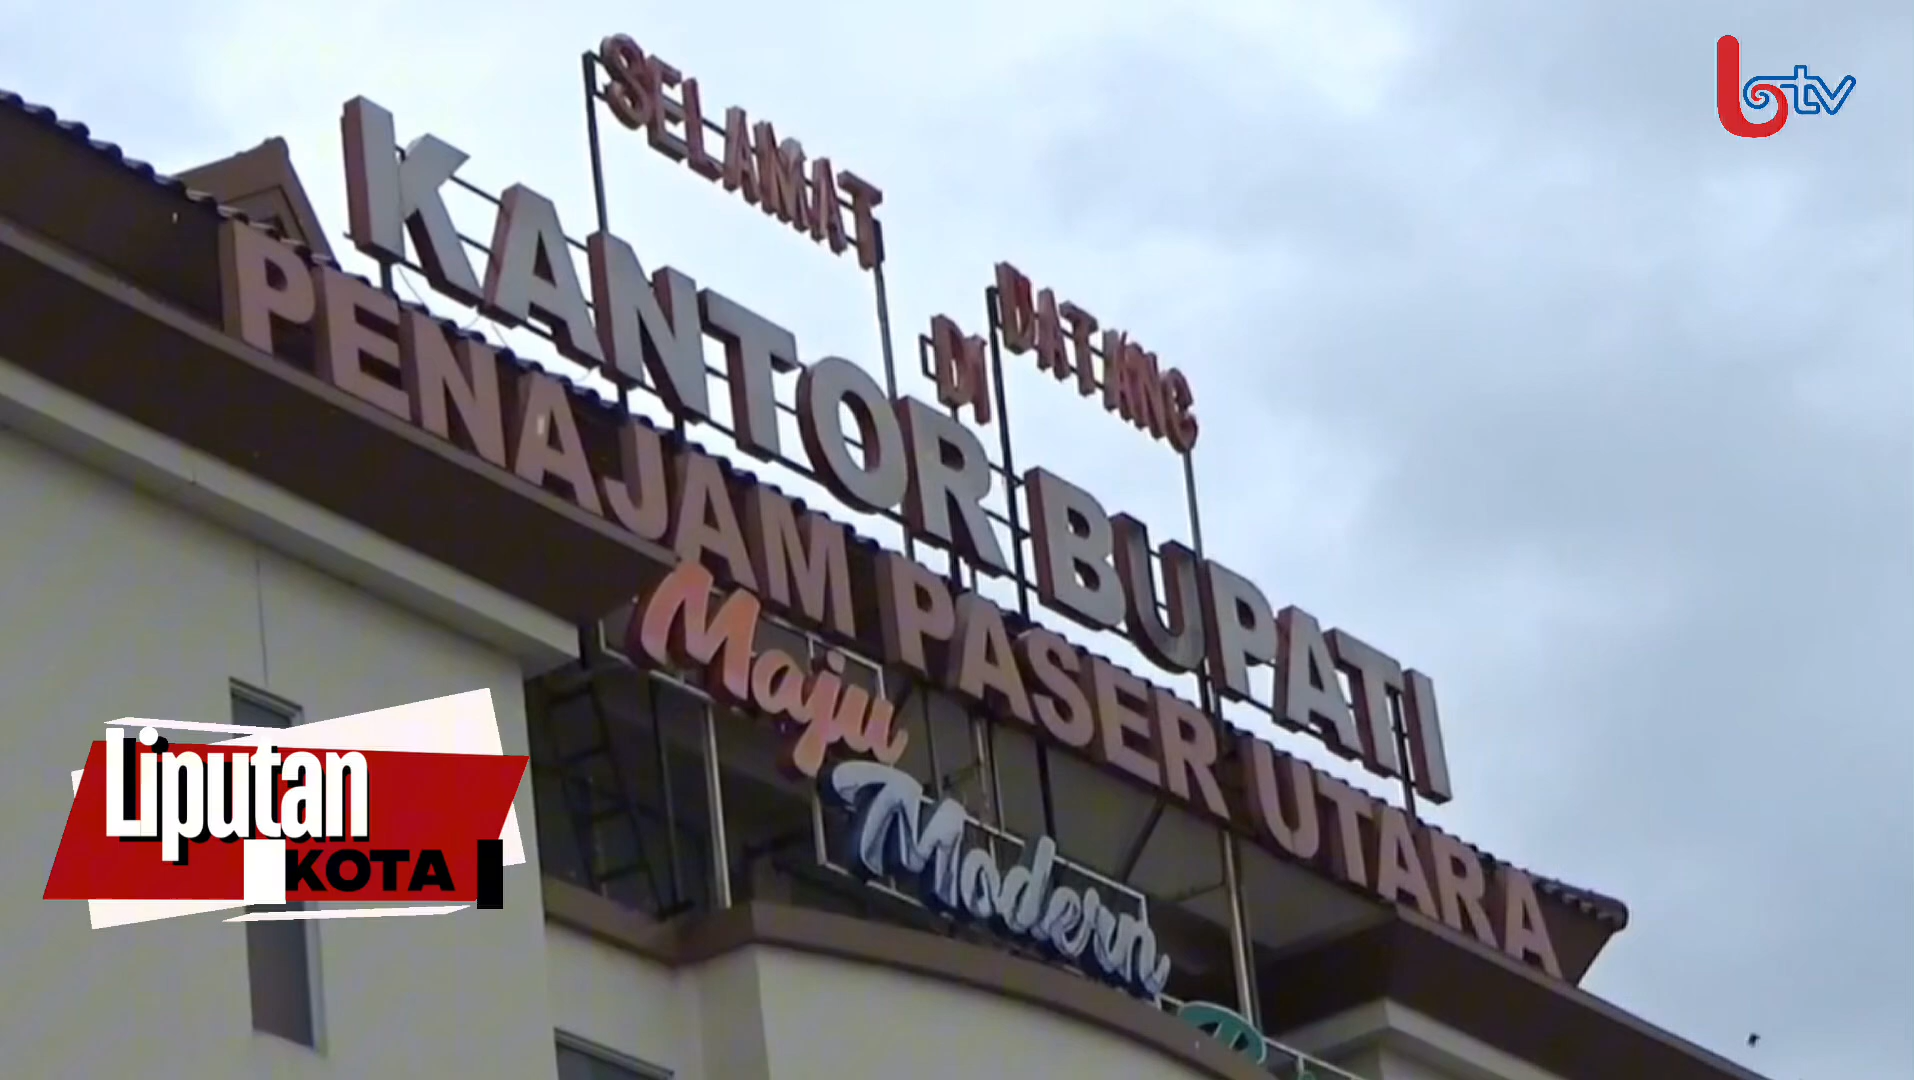 SELAMAT DATANG
DI
KANTOR BUPATI
PENAJAM PASER UTARA
Maju
Modern
btv
Liputan
KOTA